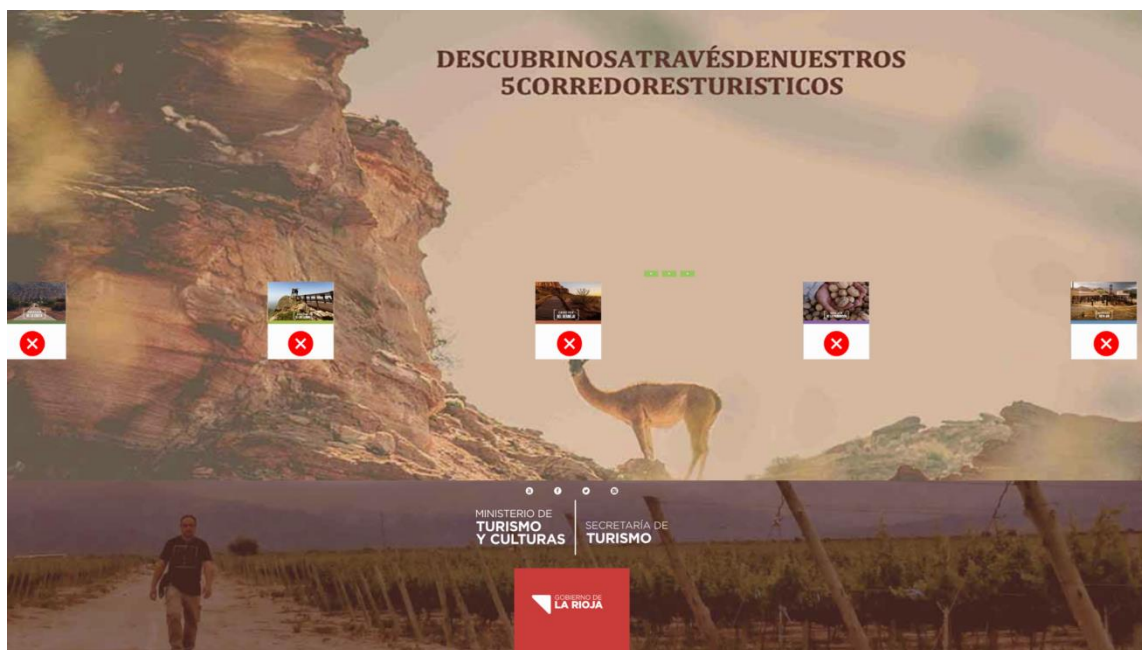 DESCUBRINOSATRAVÉSDENUESTROS
5CORREDORESTURISTICOS
MINISTERIO DE
TURISMO
Y CULTURAS
SECRETARÍA DE
TURISMO
GOBIERNO DE
LA RIOJA